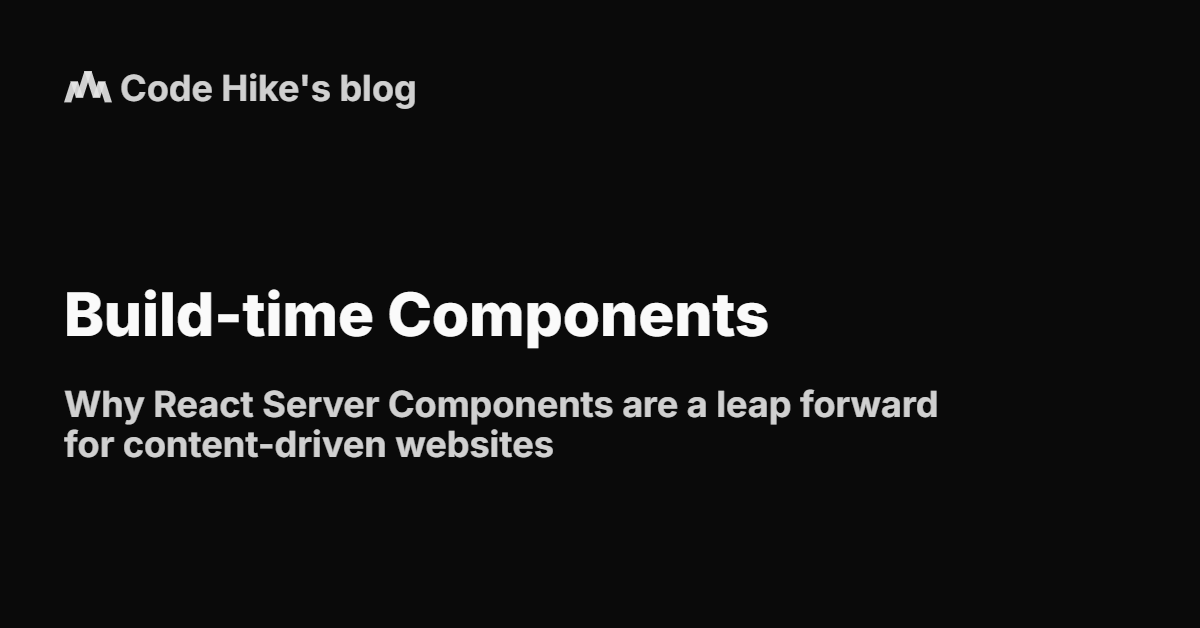 Code Hike's blog
Build-time Components
Why React Server Components are a leap forward
for content-driven websites